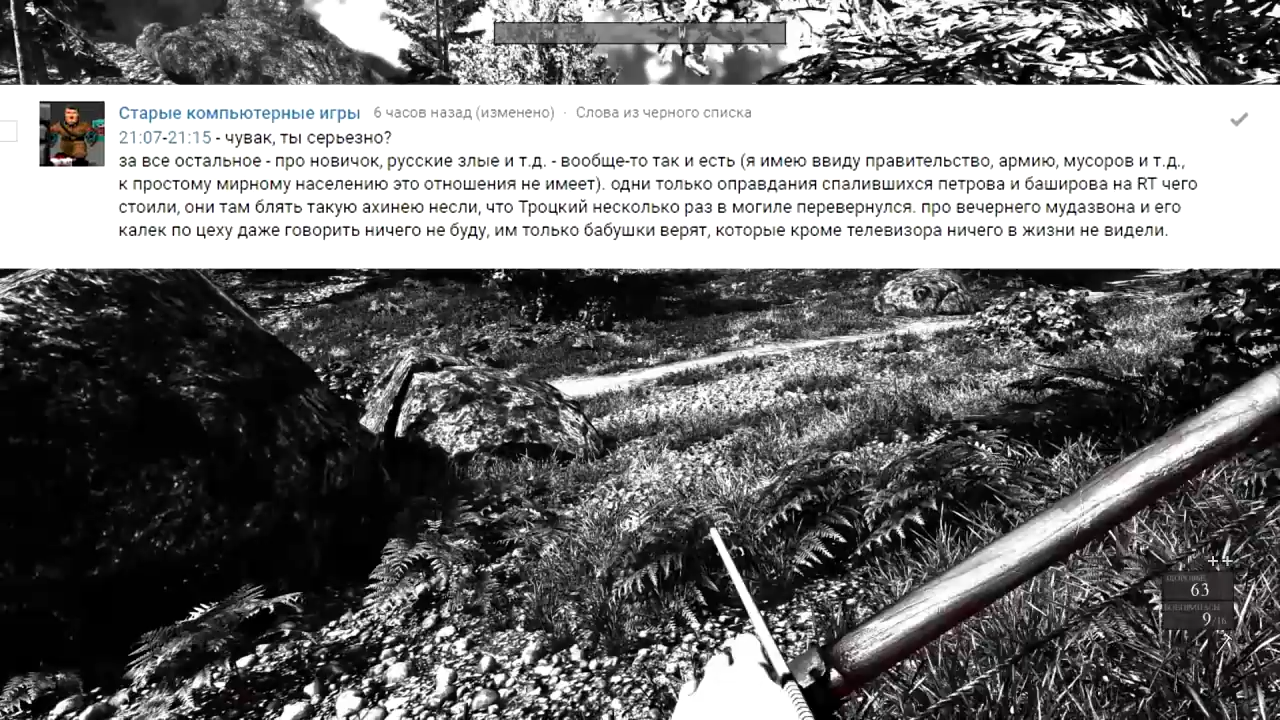 SW W
Старые компьютерные игры 6 часов назад (изменено) · Слова из черного списка
21:07-21:15 - чувак, ты серьезно?
за все остальное - про новичок, русские злые и т.д. - вообще-то так и есть (я имею ввиду правительство, армию, мусоров и т.д.,
к простому мирному населению это отношения не имеет). одни только оправдания спалившихся петрова и баширова на RT чего
стоили, они там блять такую ахинею несли, что Троцкий несколько раз в могиле перевернулся. про вечернего мудазвона и его
калек по цеху даже говорить ничего не буду, им только бабушки верят, которые кроме телевизора ничего в жизни не видели.
ЗДОРОВЬЕ
63
БОЕПРИПАСЫ
9/16